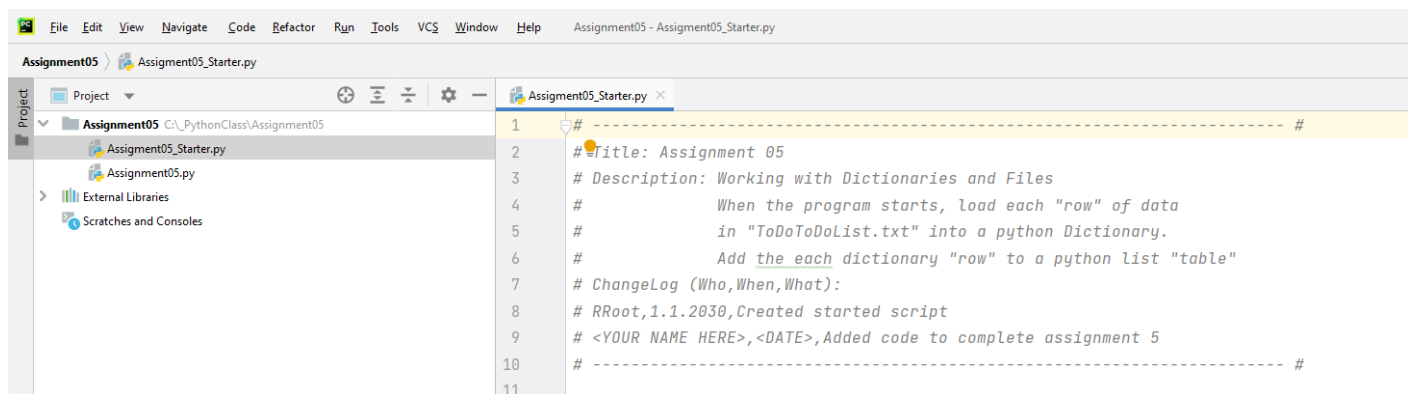 PC
File Edit View Navigate Code Refactor Run Tools VCS Window Help Assignment05 - Assigment05_Starter.py
Assignment05 Assigment05_Starter.py
Project
Project
Assigment05_Starter.py
Assignment05 C:\_PythonClass\Assignment05
Assigment05_Starter.py
Assignment05.py
External Libraries
Scratches and Consoles
1 # ------------------------------------------------------------------------ #
2 # Title: Assignment 05
3 # Description: Working with Dictionaries and Files
4 # When the program starts, load each "row" of data
5 # in "ToDoToDoList.txt" into a python Dictionary.
6 # Add the each dictionary "row" to a python list "table"
7 # ChangeLog (Who,When,What):
8 # RRoot,1.1.2030,Created started script
9 # <YOUR NAME HERE>,<DATE>,Added code to complete assignment 5
10 # ------------------------------------------------------------------------ #
11